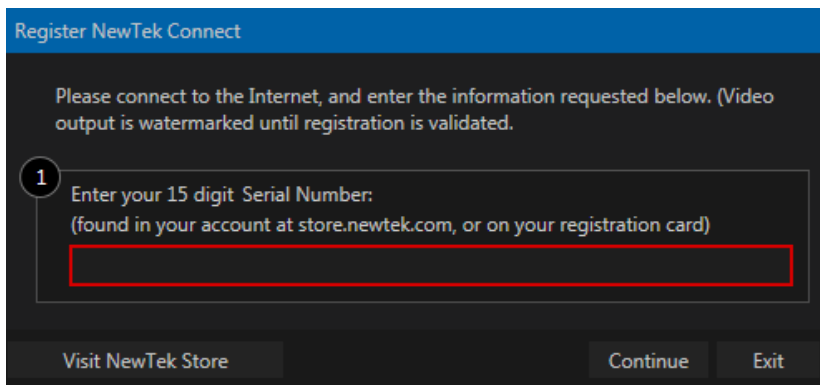 Register NewTek Connect
Please connect to the Internet, and enter the information requested below. (Video
output is watermarked until registration is validated.
1
Enter your 15 digit Serial Number:
(found in your account at store.newtek.com, or on your registration card)
Visit NewTek Store
Continue
Exit